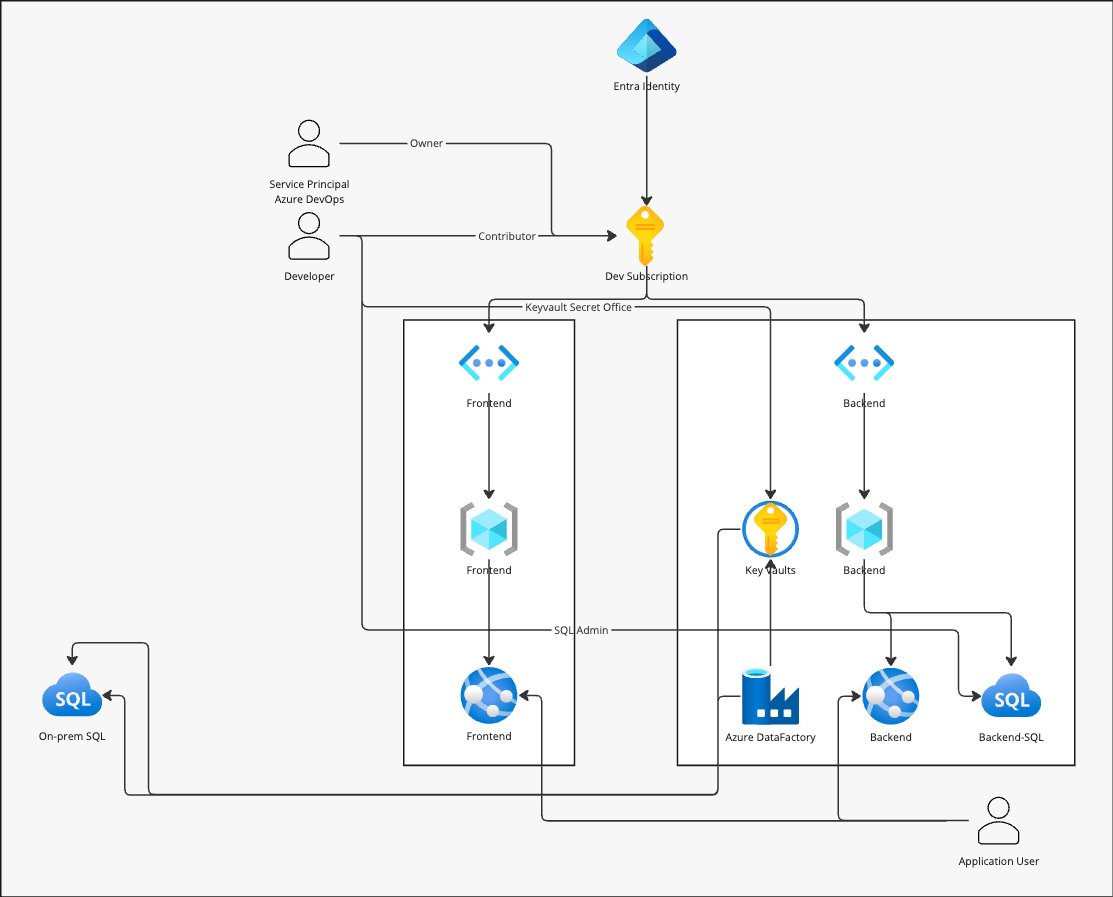 Entra Identity
Owner
Service Principal
Azure DevOps
Contributor
Developer
Dev Subscription
Keyvault Secret Office
Frontend
Backend
Frontend
Key Vaults
Backend
SQL Admin
SQL
On-prem SQL
Frontend
Azure DataFactory
Backend
SQL
Backend-SQL
Application User